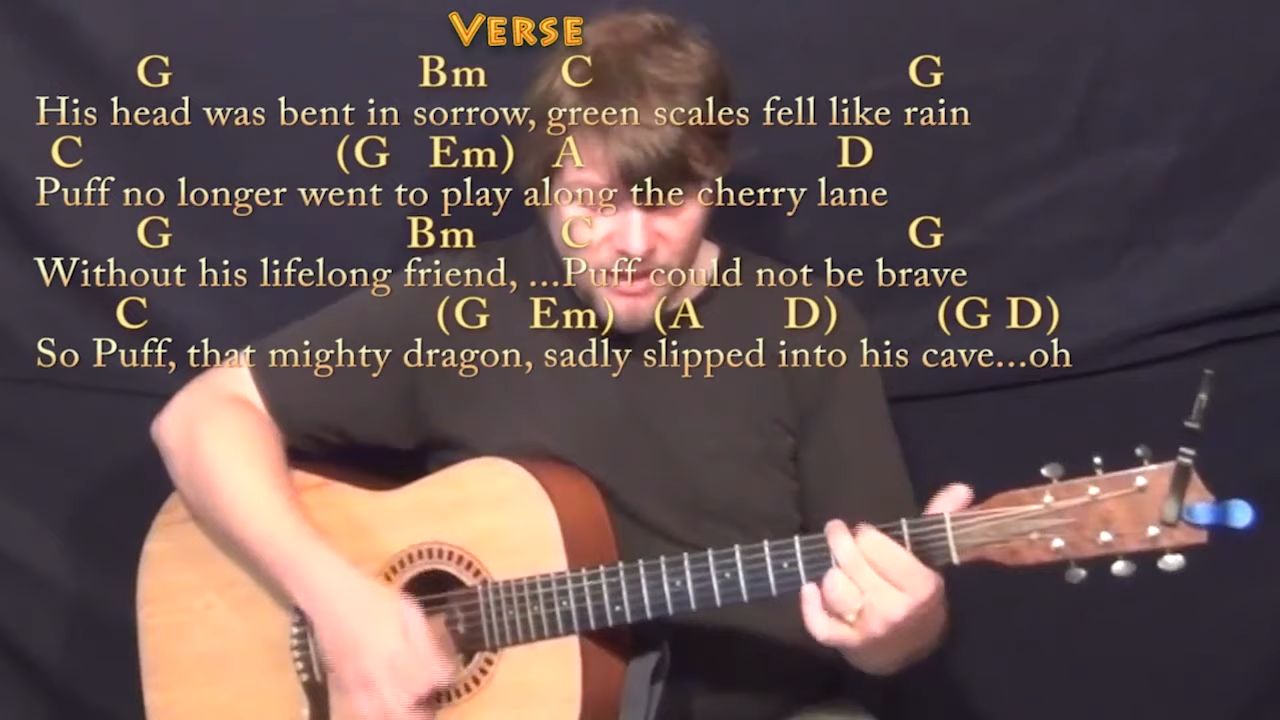 VERSE
G Bm C G
His head was bent in sorrow, green scales fell like rain
C (G Em) A D
Puff no longer went to play along the cherry lane
G Bm C G
Without his lifelong friend, ...Puff could not be brave
C (G Em) (A D) (G D)
So Puff, that mighty dragon, sadly slipped into his cave...oh